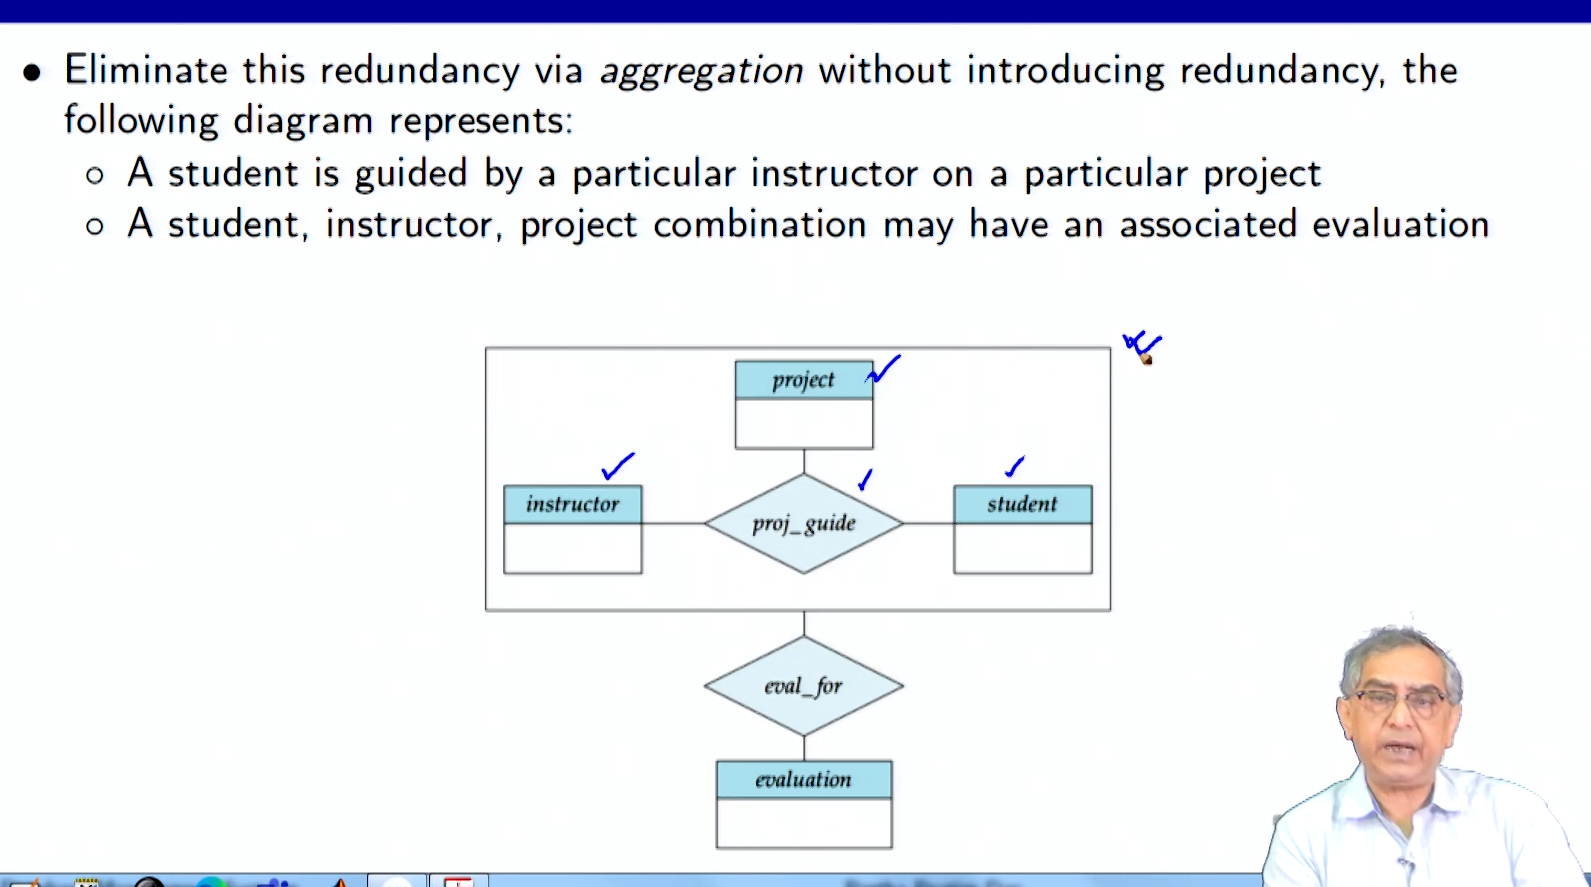 ● Eliminate this redundancy via aggregation without introducing redundancy, the
following diagram represents:
○ A student is guided by a particular instructor on a particular project
○ A student, instructor, project combination may have an associated evaluation
project
instructor
proj_guide
student
eval_for
evaluation